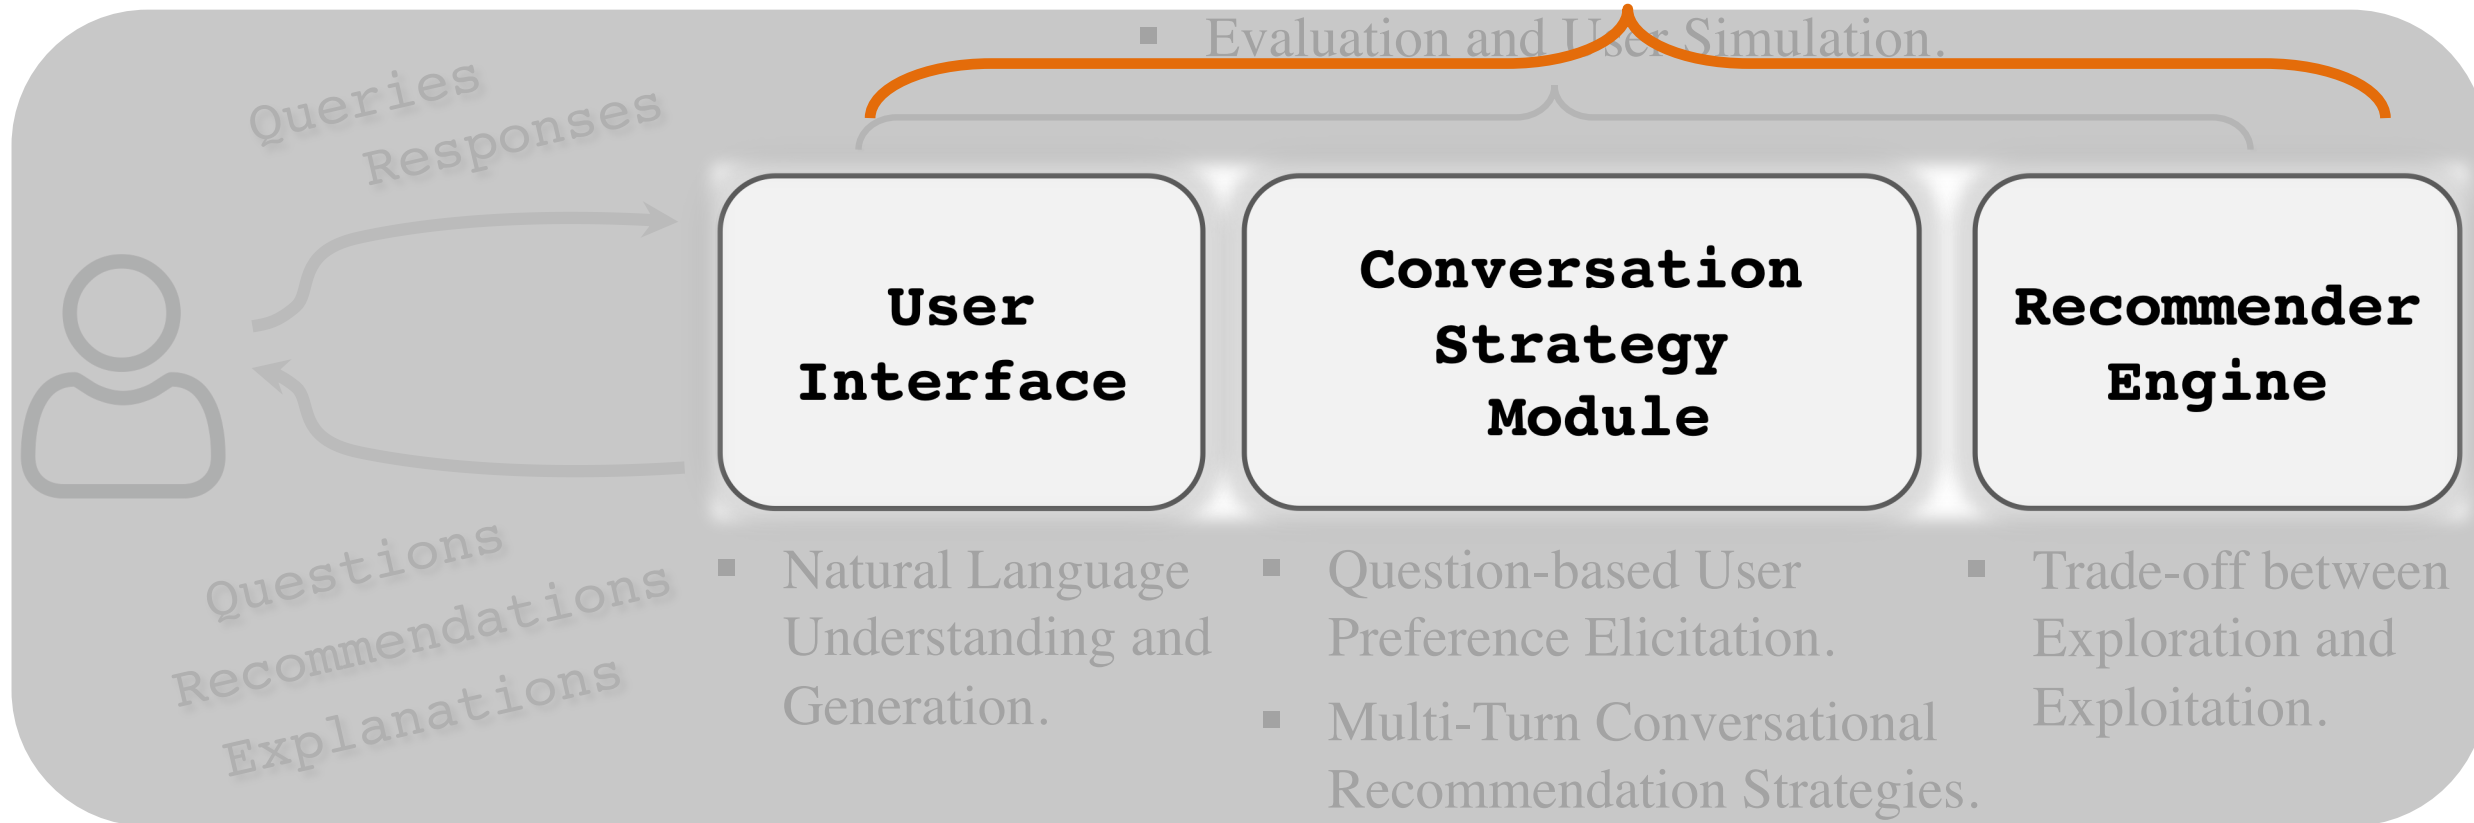 ▪ Evaluation and User Simulation.
Queries
Responses
User
Interface
Conversation
Strategy
Module
Recommender
Engine
Questions
Recommendations
Explanations
▪ Natural Language
Understanding and
Generation.
▪ Question-based User
Preference Elicitation.
▪ Multi-Turn Conversational
Recommendation Strategies.
▪ Trade-off between
Exploration and
Exploitation.